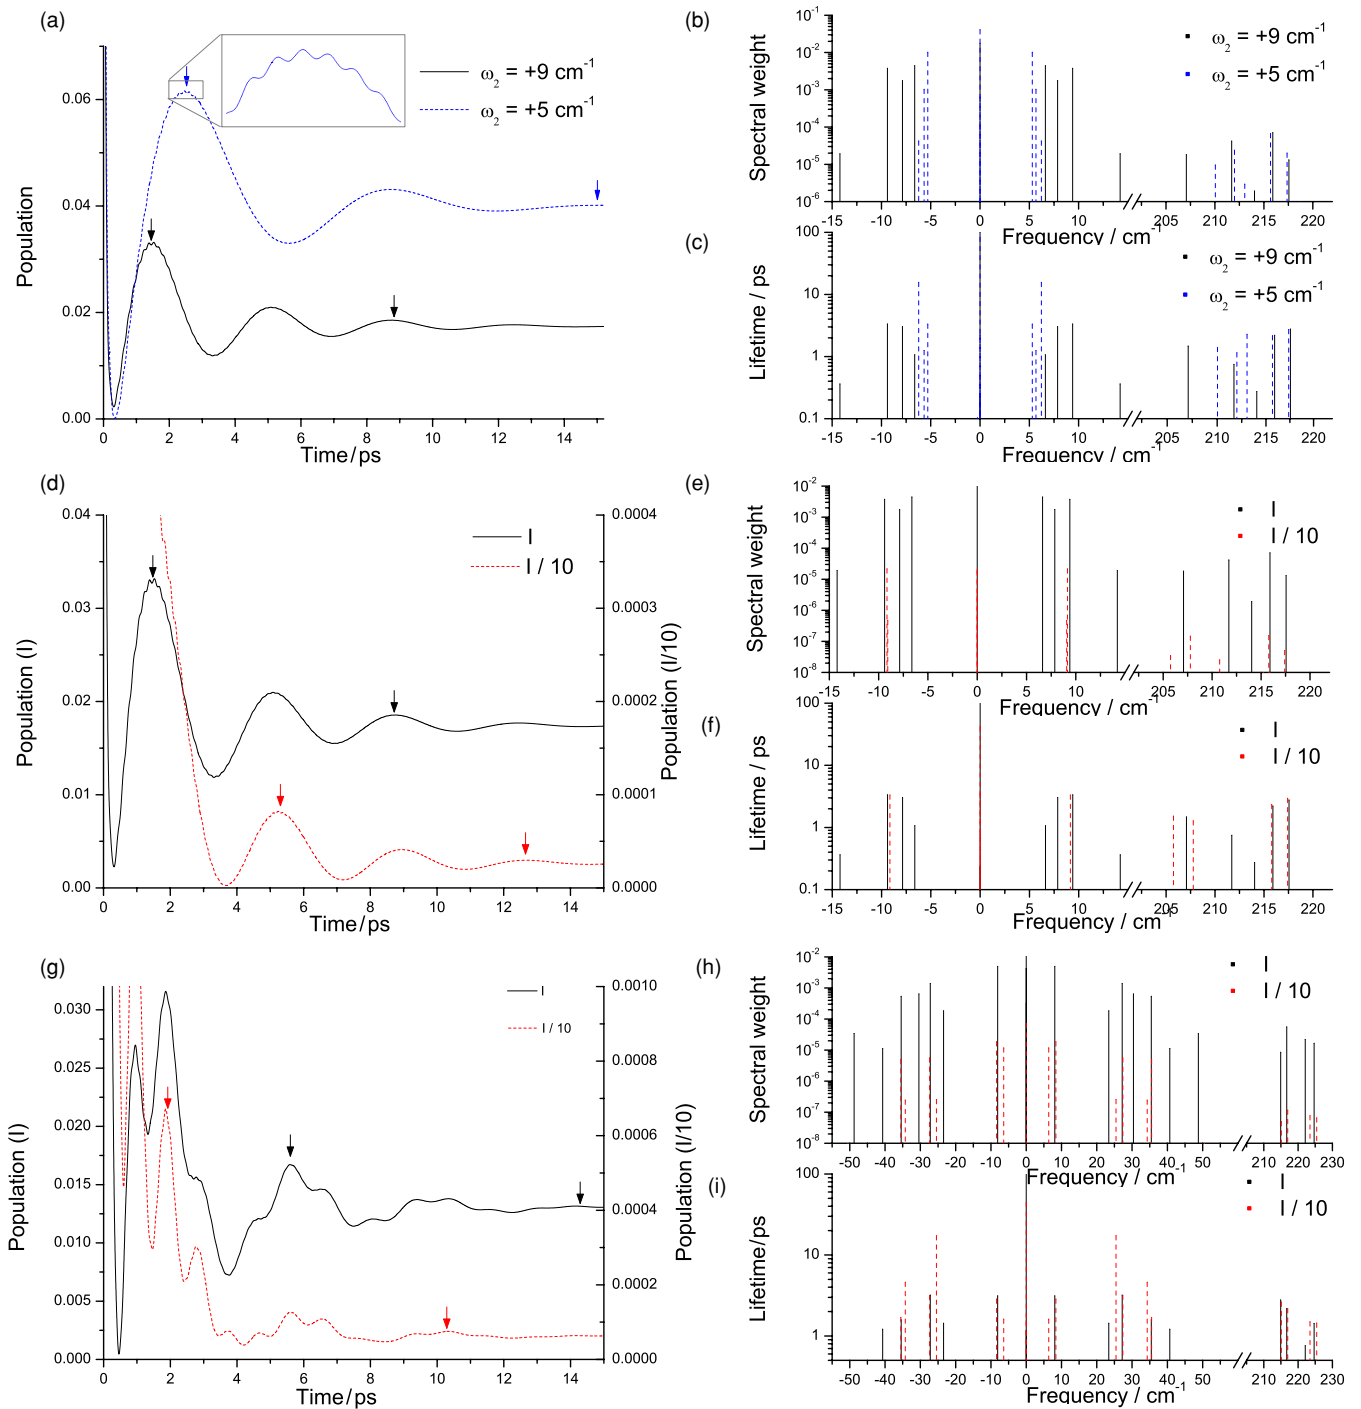 (a)
ω2 = +9 cm-1
ω2 = +5 cm-1
0.06
0.04
0.02
0.00
Population
0 2 4 6 8 10 12 14
Time/ps
(b)
ω2 = +9 cm-1
ω2 = +5 cm-1
10-1
10-2
10-3
10-4
10-5
10-6
Spectral weight
-15 -10 -5 0 5 10 205 210 215 220
Frequency / cm-1
(c)
ω2 = +9 cm-1
ω2 = +5 cm-1
100
10
1
0.1
Lifetime / ps
-15 -10 -5 0 5 10 205 210 215 220
Frequency / cm-1
(d)
I
I / 10
0.04
0.03
0.02
0.01
0.00
Population (I)
0.0004
0.0003
0.0002
0.0001
0.0000
Population (I/10)
0 2 4 6 8 10 12 14
Time/ps
(e)
I
I / 10
10-2
10-3
10-4
10-5
10-6
10-7
10-8
Spectral weight
-15 -10 -5 0 5 10 205 210 215 220
Frequency / cm-1
(f)
I
I / 10
100
10
1
0.1
Lifetime / ps
-15 -10 -5 0 5 10 205 210 215 220
Frequency / cm-1
(g)
I
I / 10
0.030
0.025
0.020
0.015
0.010
0.005
0.000
Population (I)
0.0010
0.0008
0.0006
0.0004
0.0002
0.0000
Population (I/10)
0 2 4 6 8 10 12 14
Time/ps
(h)
I
I / 10
10-2
10-3
10-4
10-5
10-6
10-7
10-8
Spectral weight
-50 -40 -30 -20 -10 0 10 20 30 40 50 210 220 230
Frequency / cm-1
(i)
I
I / 10
100
10
1
Lifetime/ps
-50 -40 -30 -20 -10 0 10 20 30 40 50 210 220 230
Frequency / cm-1